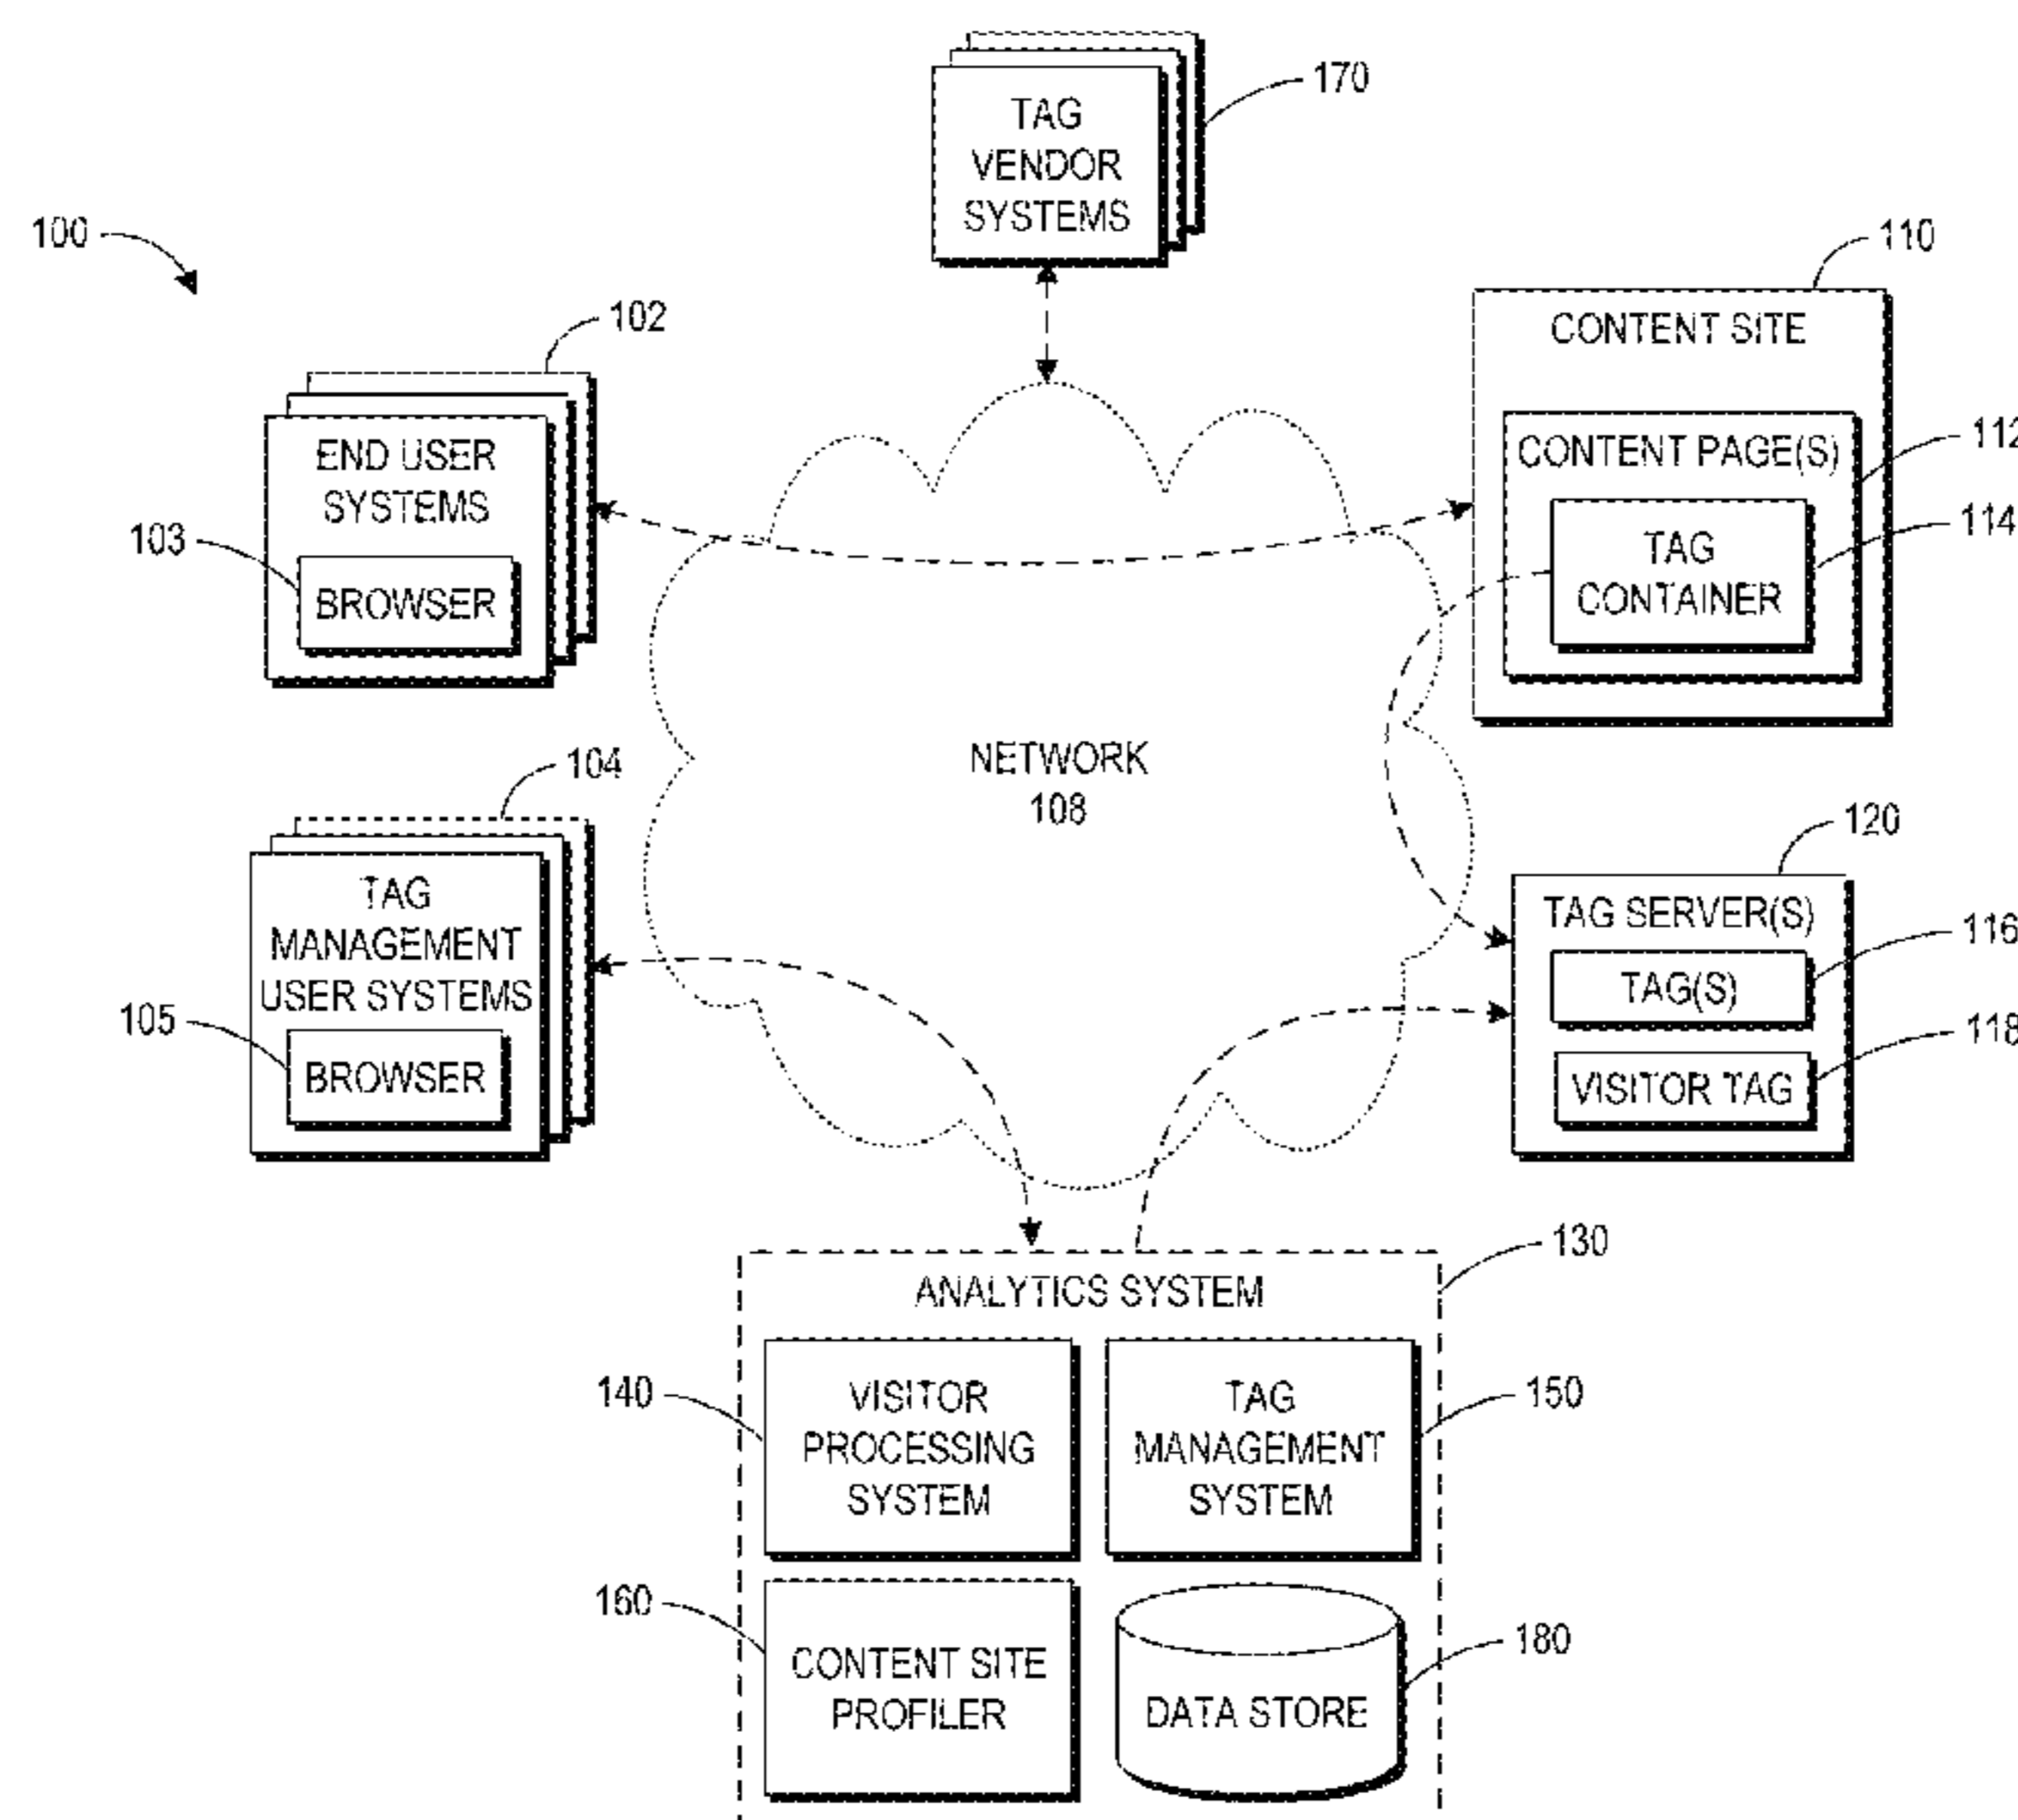 170
TAG
VENDOR
SYSTEMS
100
110
CONTENT SITE
102
112
CONTENT PAGE(S)
END USER
SYSTEMS
114
103
TAG
CONTAINER
BROWSER
NETWORK
108
104
120
TAG
MANAGEMENT
USER SYSTEMS
TAG SERVER(S)
116
TAG(S)
105
BROWSER
118
VISITOR TAG
130
ANALYTICS SYSTEM
140
VISITOR
PROCESSING
SYSTEM
TAG
MANAGEMENT
SYSTEM
150
160
CONTENT SITE
PROFILER
180
DATA STORE